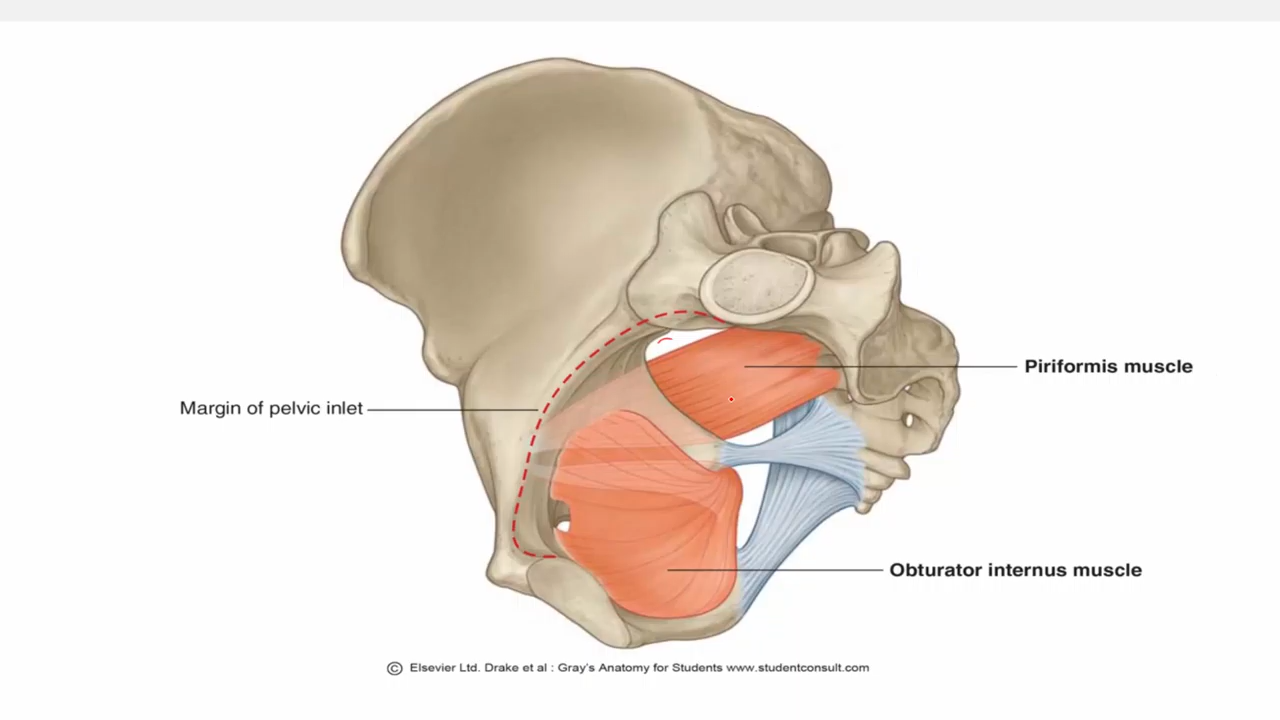 Piriformis muscle
Margin of pelvic inlet
Obturator internus muscle
© Elsevier Ltd. Drake et al : Gray's Anatomy for Students www.studentconsult.com